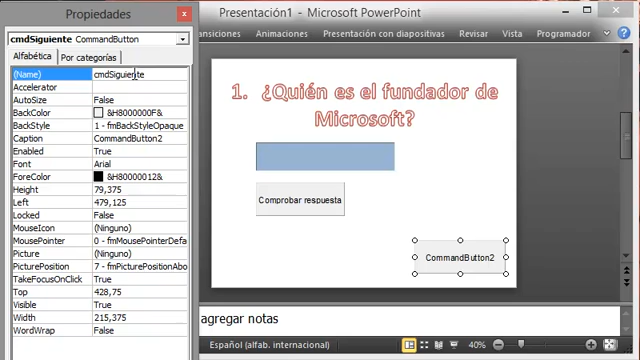 Propiedades
x
cmdSiguiente CommandButton
Alfabética
Por categorías
(Name) cmdSiguiente
Accelerator
AutoSize False
BackColor &H8000000F&
BackStyle 1 - fmBackStyleOpaque
Caption CommandButton2
Enabled True
Font Arial
ForeColor &H80000012&
Height 79,375
Left 479,125
Locked False
MouseIcon (Ninguno)
MousePointer 0 - fmMousePointerDefa
Picture (Ninguno)
PicturePosition 7 - fmPicturePositionAbo
TakeFocusOnClick True
Top 428,75
Visible True
Width 215,375
WordWrap False
Presentación1 - Microsoft PowerPoint
nsiciones Animaciones Presentación con diapositivas Revisar Vista Programador
1. ¿Quién es el fundador de
Microsoft?
Comprobar respuesta
CommandButton2
agregar notas
Español (alfab. internacional)
40%